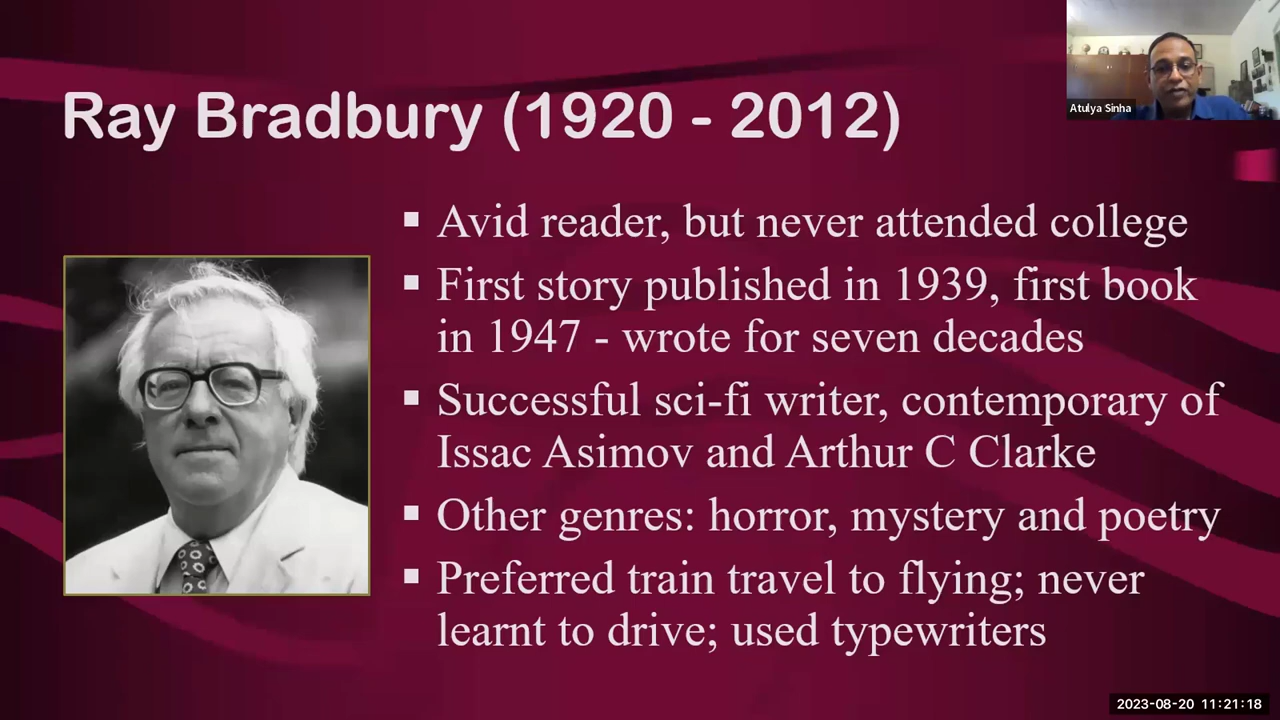 Ray Bradbury (1920 - 2012)
Atulya Sinha
▪ Avid reader, but never attended college
▪ First story published in 1939, first book
in 1947 - wrote for seven decades
▪ Successful sci-fi writer, contemporary of
Issac Asimov and Arthur C Clarke
▪ Other genres: horror, mystery and poetry
▪ Preferred train travel to flying; never
learnt to drive; used typewriters
2023-08-20 11:21:18